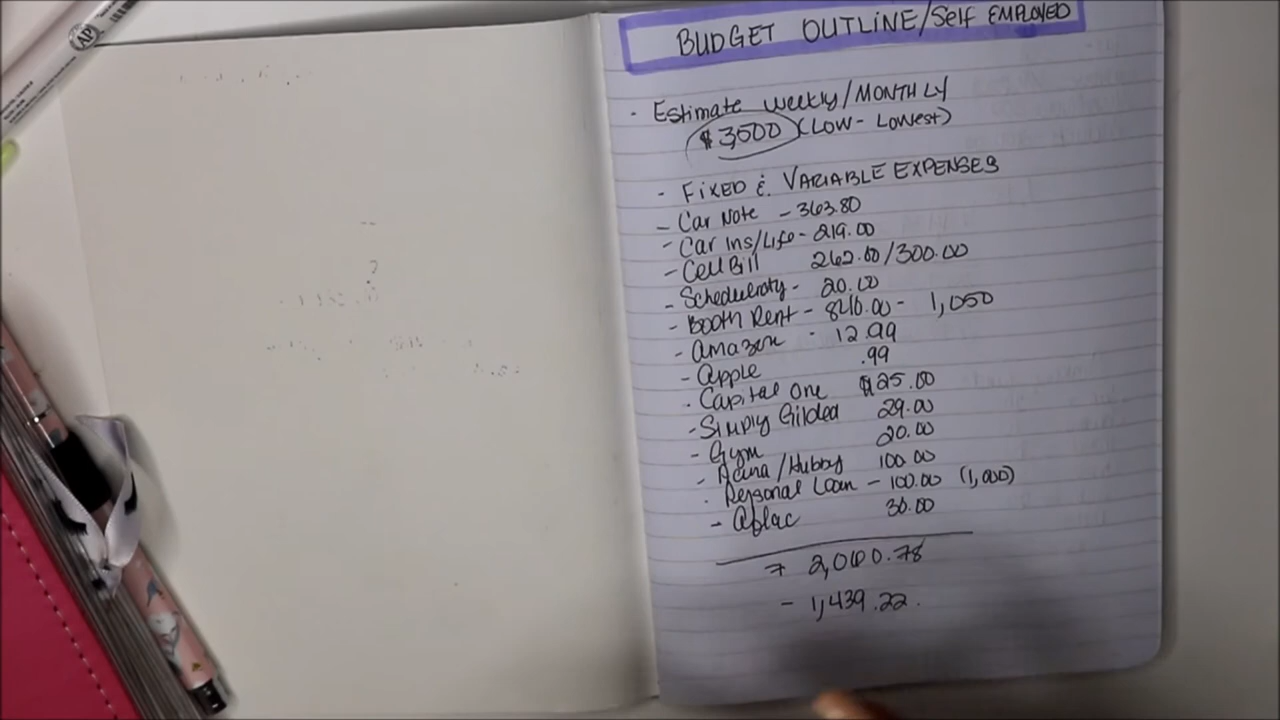 BUDGET OUTLINE/Self EMPLOYED
- Estimate weekly/MONTHLY
$3,500 (LOW - LOWEST)
- FIXED &. VARIABLE EXPENSES
- Car Note - 363.80
- Car Ins/Life - 219.00
- Cell Bill 262.00/300.00
- Schedulicity - 20.00
- Booth Rent - 840.00 - 1,050
- Amazon - 12.99
- Apple .99
- Capital One $25.00
- Simply Gilded 29.00
- Gym 20.00
- /Hubby 100.00
- Personal Loan - 100.00 (1,000)
- Aflac 30.00
2,060.78
- 1,439.22.
AP